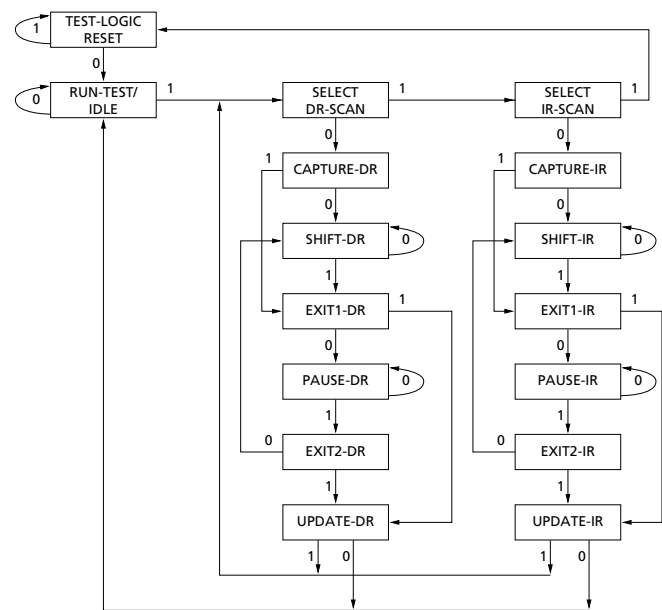 TEST-LOGIC
RESET
1
0
RUN-TEST/
IDLE
0
1
SELECT
DR-SCAN
1
SELECT
IR-SCAN
1
0
0
1
CAPTURE-DR
1
CAPTURE-IR
0
0
SHIFT-DR
0
SHIFT-IR
0
1
1
EXIT1-DR
1
EXIT1-IR
1
0
0
PAUSE-DR
0
PAUSE-IR
0
1
1
0
EXIT2-DR
0
EXIT2-IR
1
1
UPDATE-DR
UPDATE-IR
1
0
1
0